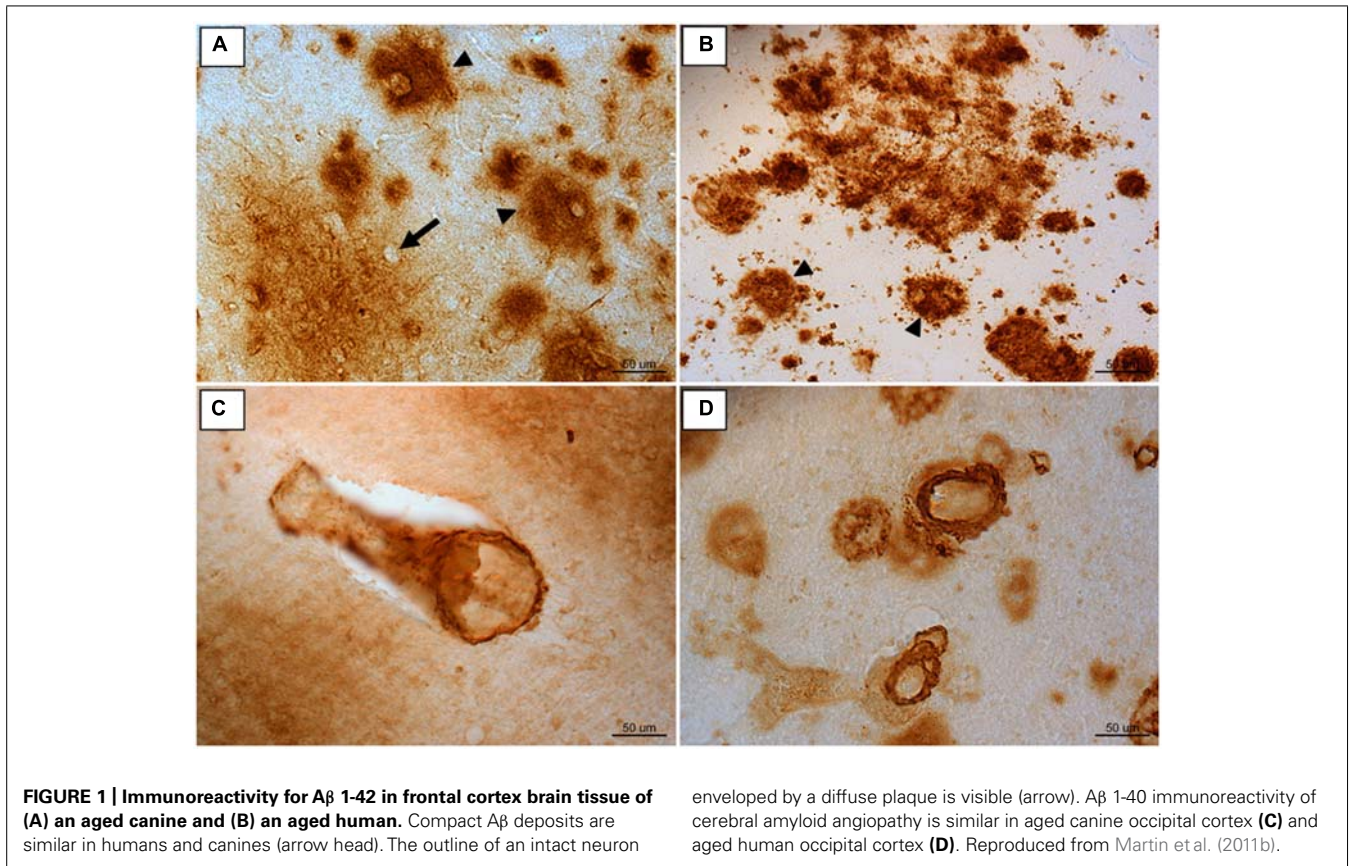 A
B
50 um
50 um
C
D
50 um
50 um
FIGURE 1 | Immunoreactivity for Aβ 1-42 in frontal cortex brain tissue of
(A) an aged canine and (B) an aged human. Compact Aβ deposits are
similar in humans and canines (arrow head). The outline of an intact neuron
enveloped by a diffuse plaque is visible (arrow). Aβ 1-40 immunoreactivity of
cerebral amyloid angiopathy is similar in aged canine occipital cortex (C) and
aged human occipital cortex (D). Reproduced from Martin et al. (2011b).